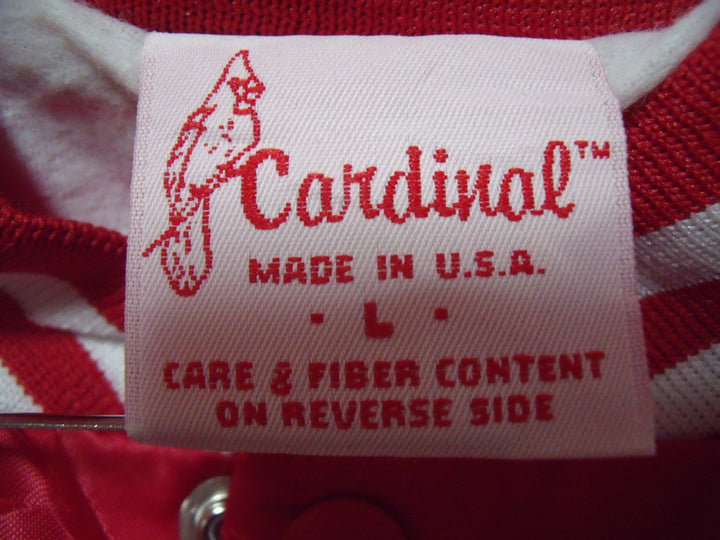 Cardinal™
MADE IN U.S.A.
· L ·
CARE & FIBER CONTENT
ON REVERSE SIDE